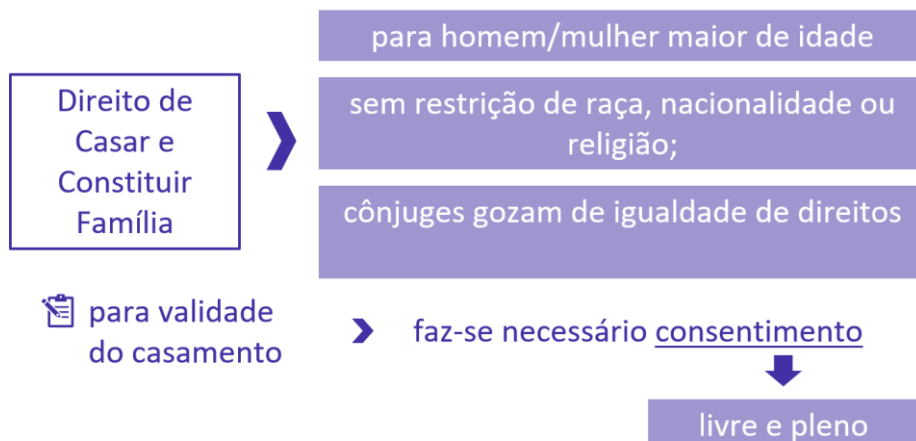 Direito de
Casar e
Constituir
Família
para homem/mulher maior de idade
sem restrição de raça, nacionalidade ou
religião;
cônjuges gozam de igualdade de direitos
para validade
do casamento
faz-se necessário consentimento
livre e pleno